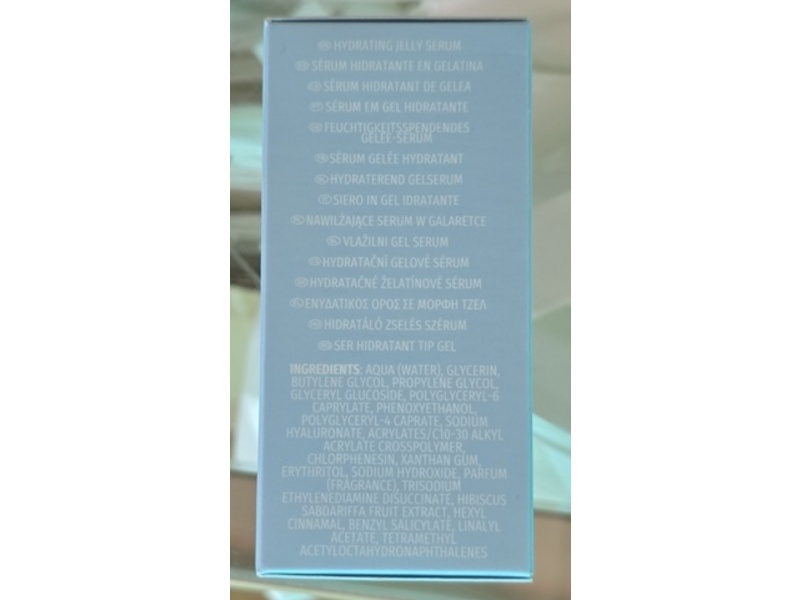 HYDRATING JELLY SERUM
SÉRUM HIDRATANTE EN GELATINA
SÉRUM HIDRATANT DE GELEA
SÉRUM EM GEL HIDRATANTE
FEUCHTIGKEITSSPENDENDES
GELÉE-SERUM
SÉRUM GELÉE HYDRATANT
HYDRATEREND GELSERUM
SIERO IN GEL IDRATANTE
NAWILŻAJĄCE SERUM W GALARETCE
VLAŽILNI GEL SERUM
HYDRATAČNÍ GELOVÉ SÉRUM
HYDRATAČNÉ ŽELATÍNOVÉ SÉRUM
ΕΝΥΔΑΤΙΚΟΣ ΟΡΟΣ ΣΕ ΜΟΡΦΗ ΤΖΕΛ
HIDRATÁLÓ ZSELÉS SZÉRUM
SER HIDRATANT TIP GEL
INGREDIENTS: AQUA (WATER), GLYCERIN,
BUTYLENE GLYCOL, PROPYLENE GLYCOL,
GLYCERYL GLUCOSIDE, POLYGLYCERYL-6
CAPRYLATE, PHENOXYETHANOL,
POLYGLYCERYL-4 CAPRATE, SODIUM
HYALURONATE, ACRYLATES/C10-30 ALKYL
ACRYLATE CROSSPOLYMER,
CHLORPHENESIN, XANTHAN GUM,
ERYTHRITOL, SODIUM HYDROXIDE, PARFUM
(FRAGRANCE), TRISODIUM
ETHYLENEDIAMINE DISUCCINATE, HIBISCUS
SABDARIFFA FRUIT EXTRACT, HEXYL
CINNAMAL, BENZYL SALICYLATE, LINALYL
ACETATE, TETRAMETHYL
ACETYLOCTAHYDRONAPHTHALENES